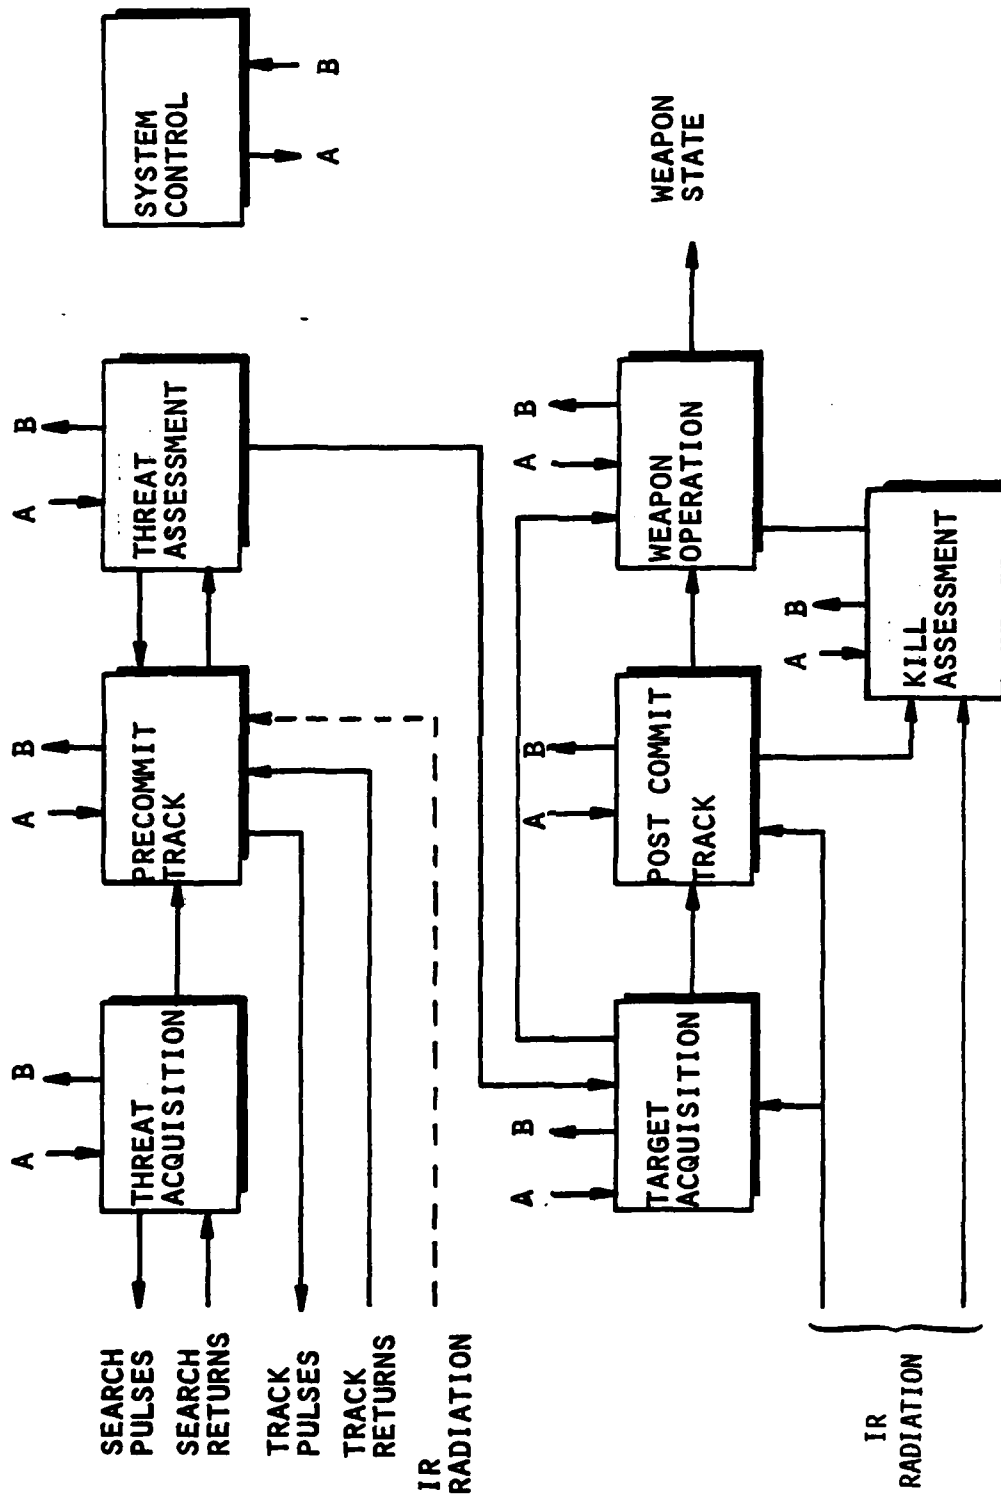 A
B
A
B
A
B
THREAT
ACQUISITION
PRECOMMIT
TRACK
THREAT
ASSESSMENT
SYSTEM
CONTROL
A
B
SEARCH
PULSES
SEARCH
RETURNS
TRACK
PULSES
TRACK
RETURNS
IR
RADIATION
A
B
A
B
A
B
TARGET
ACQUISITION
POST COMMIT
TRACK
WEAPON
OPERATION
WEAPON
STATE
A
B
KILL
ASSESSMENT
IR
RADIATION